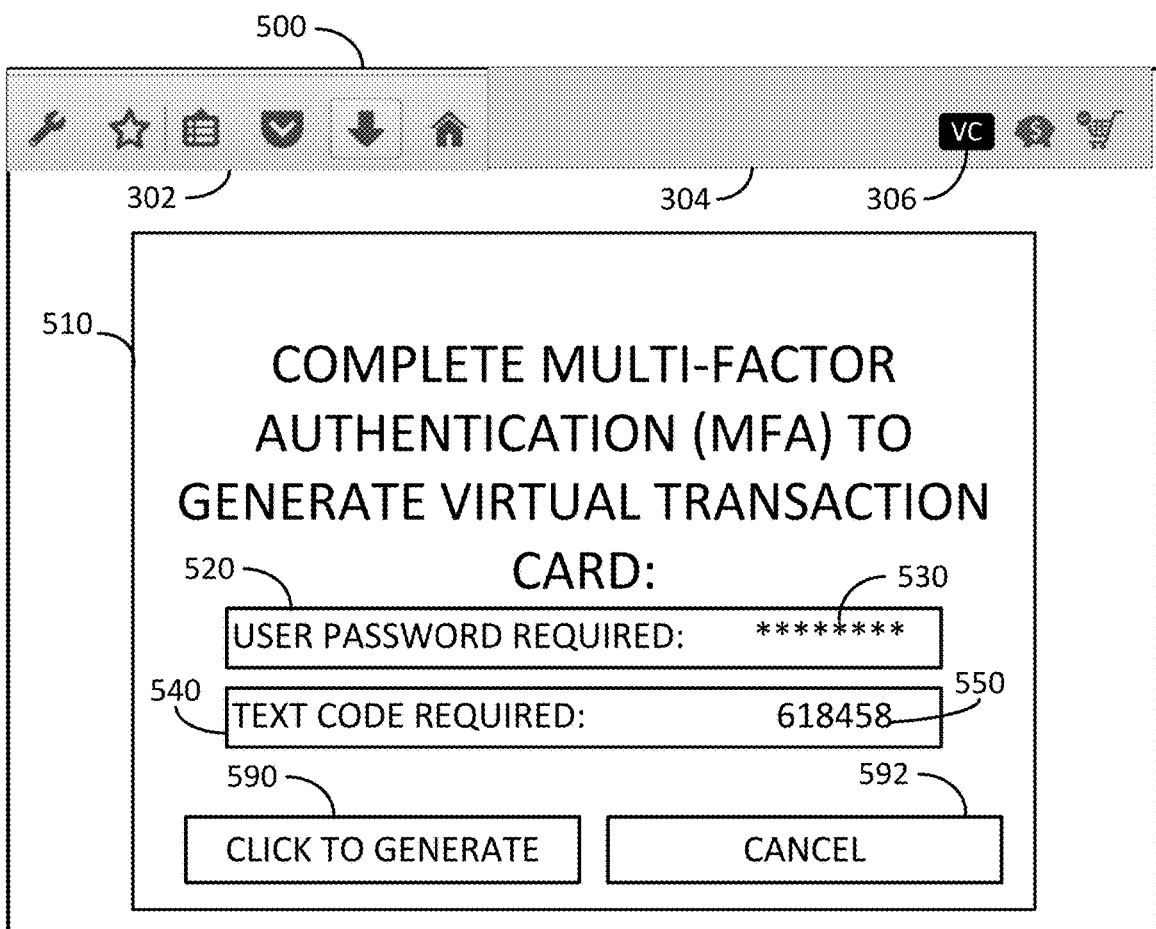 500
VC
302
304
306
510
COMPLETE MULTI-FACTOR
AUTHENTICATION (MFA) TO
GENERATE VIRTUAL TRANSACTION
CARD:
520
530
USER PASSWORD REQUIRED: ********
540
550
TEXT CODE REQUIRED: 618458
590
592
CLICK TO GENERATE
CANCEL